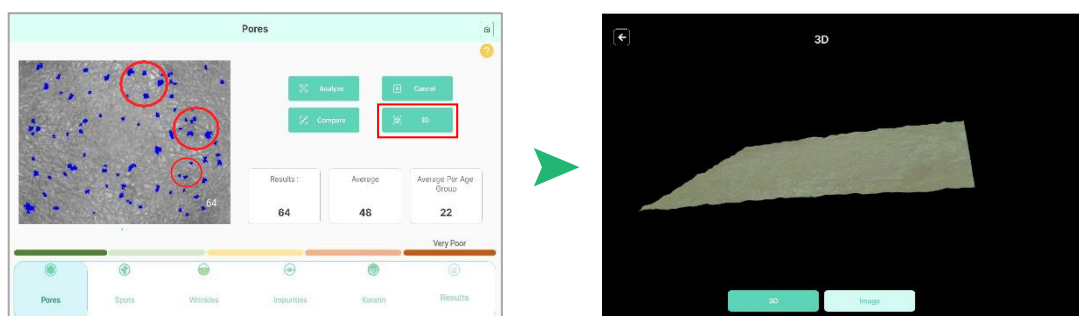 Pores
?
Analyze
Cancel
Compare
3D
64
Results :
64
Average
48
Average Per Age
Group
22
Very Poor
Pores
Spots
Wrinkles
Impurities
Keratin
Results
3D
3D
Image